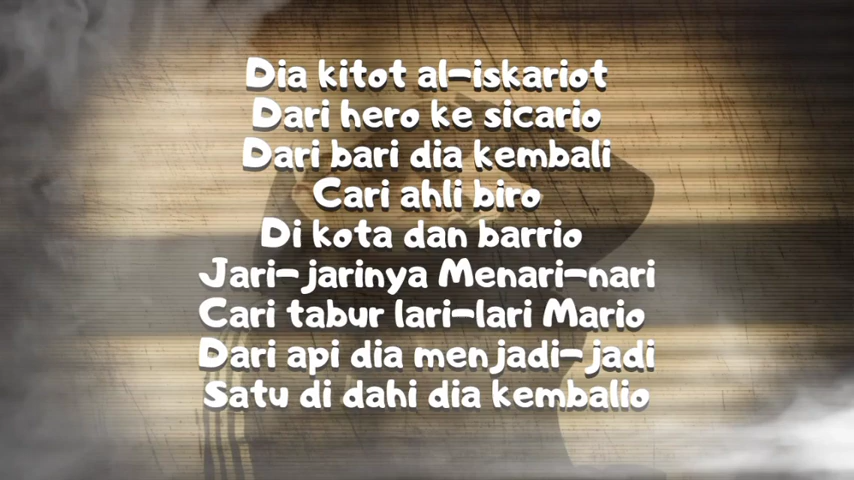 Dia kitot al-iskariot
Dari hero ke sicario
Dari bari dia kembali
Cari ahli biro
Di kota dan barrio
Jari-jarinya Menari-nari
Cari tabur lari-lari Mario
Dari api dia menjadi-jadi
Satu di dahi dia kembalio